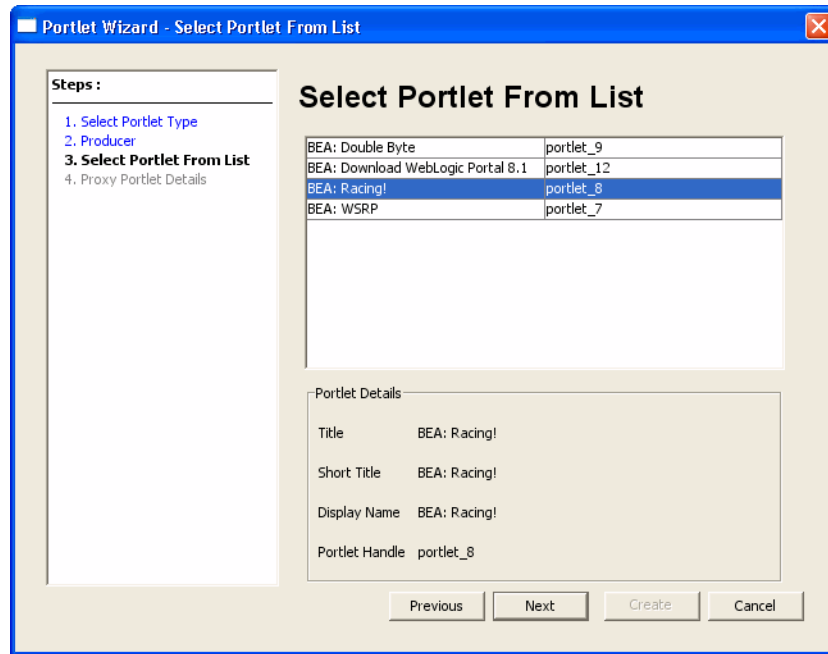 Portlet Wizard - Select Portlet From List
Steps :
1. Select Portlet Type
2. Producer
3. Select Portlet From List
4. Proxy Portlet Details
Select Portlet From List
BEA: Double Byte portlet_9
BEA: Download WebLogic Portal 8.1 portlet_12
BEA: Racing! portlet_8
BEA: WSRP portlet_7
Portlet Details
Title BEA: Racing!
Short Title BEA: Racing!
Display Name BEA: Racing!
Portlet Handle portlet_8
Previous Next Create Cancel